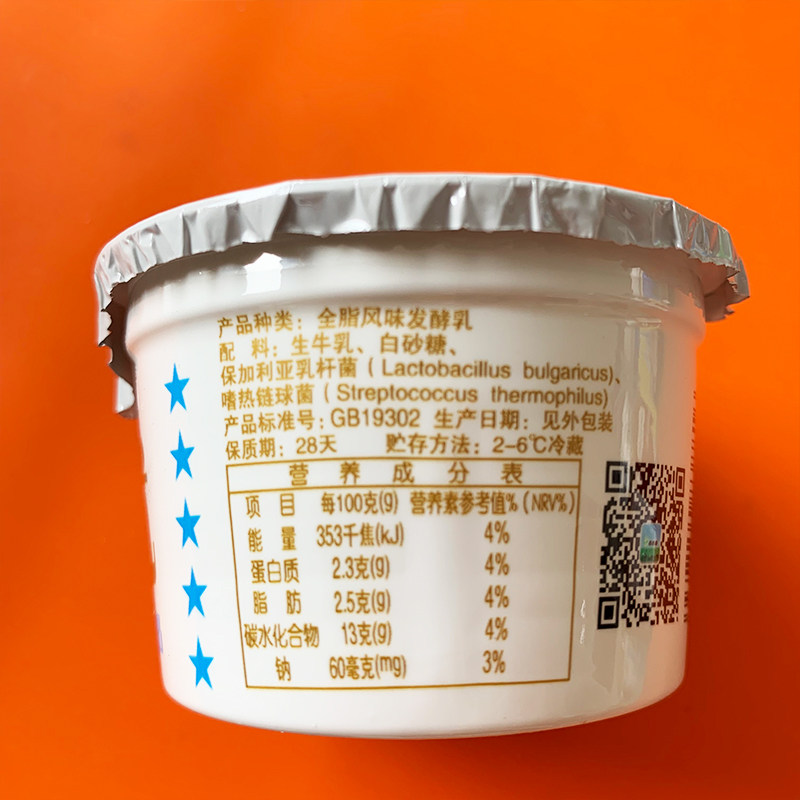 产品种类：全脂风味发酵乳
配 料：生牛乳、白砂糖、
保加利亚乳杆菌（Lactobacillus bulgaricus)、
嗜热链球菌（Streptococcus thermophilus)
产品标准号：GB19302 生产日期：见外包装
保质期：28天 贮存方法：2-6℃冷藏
营 养 成 分 表
项 目 每100克(g) 营养素参考值%（NRV%）
能 量 353千焦(kJ) 4%
蛋白质 2.3克(g) 4%
脂 肪 2.5克(g) 4%
碳水化合物 13克(g) 4%
钠 60毫克(mg) 3%